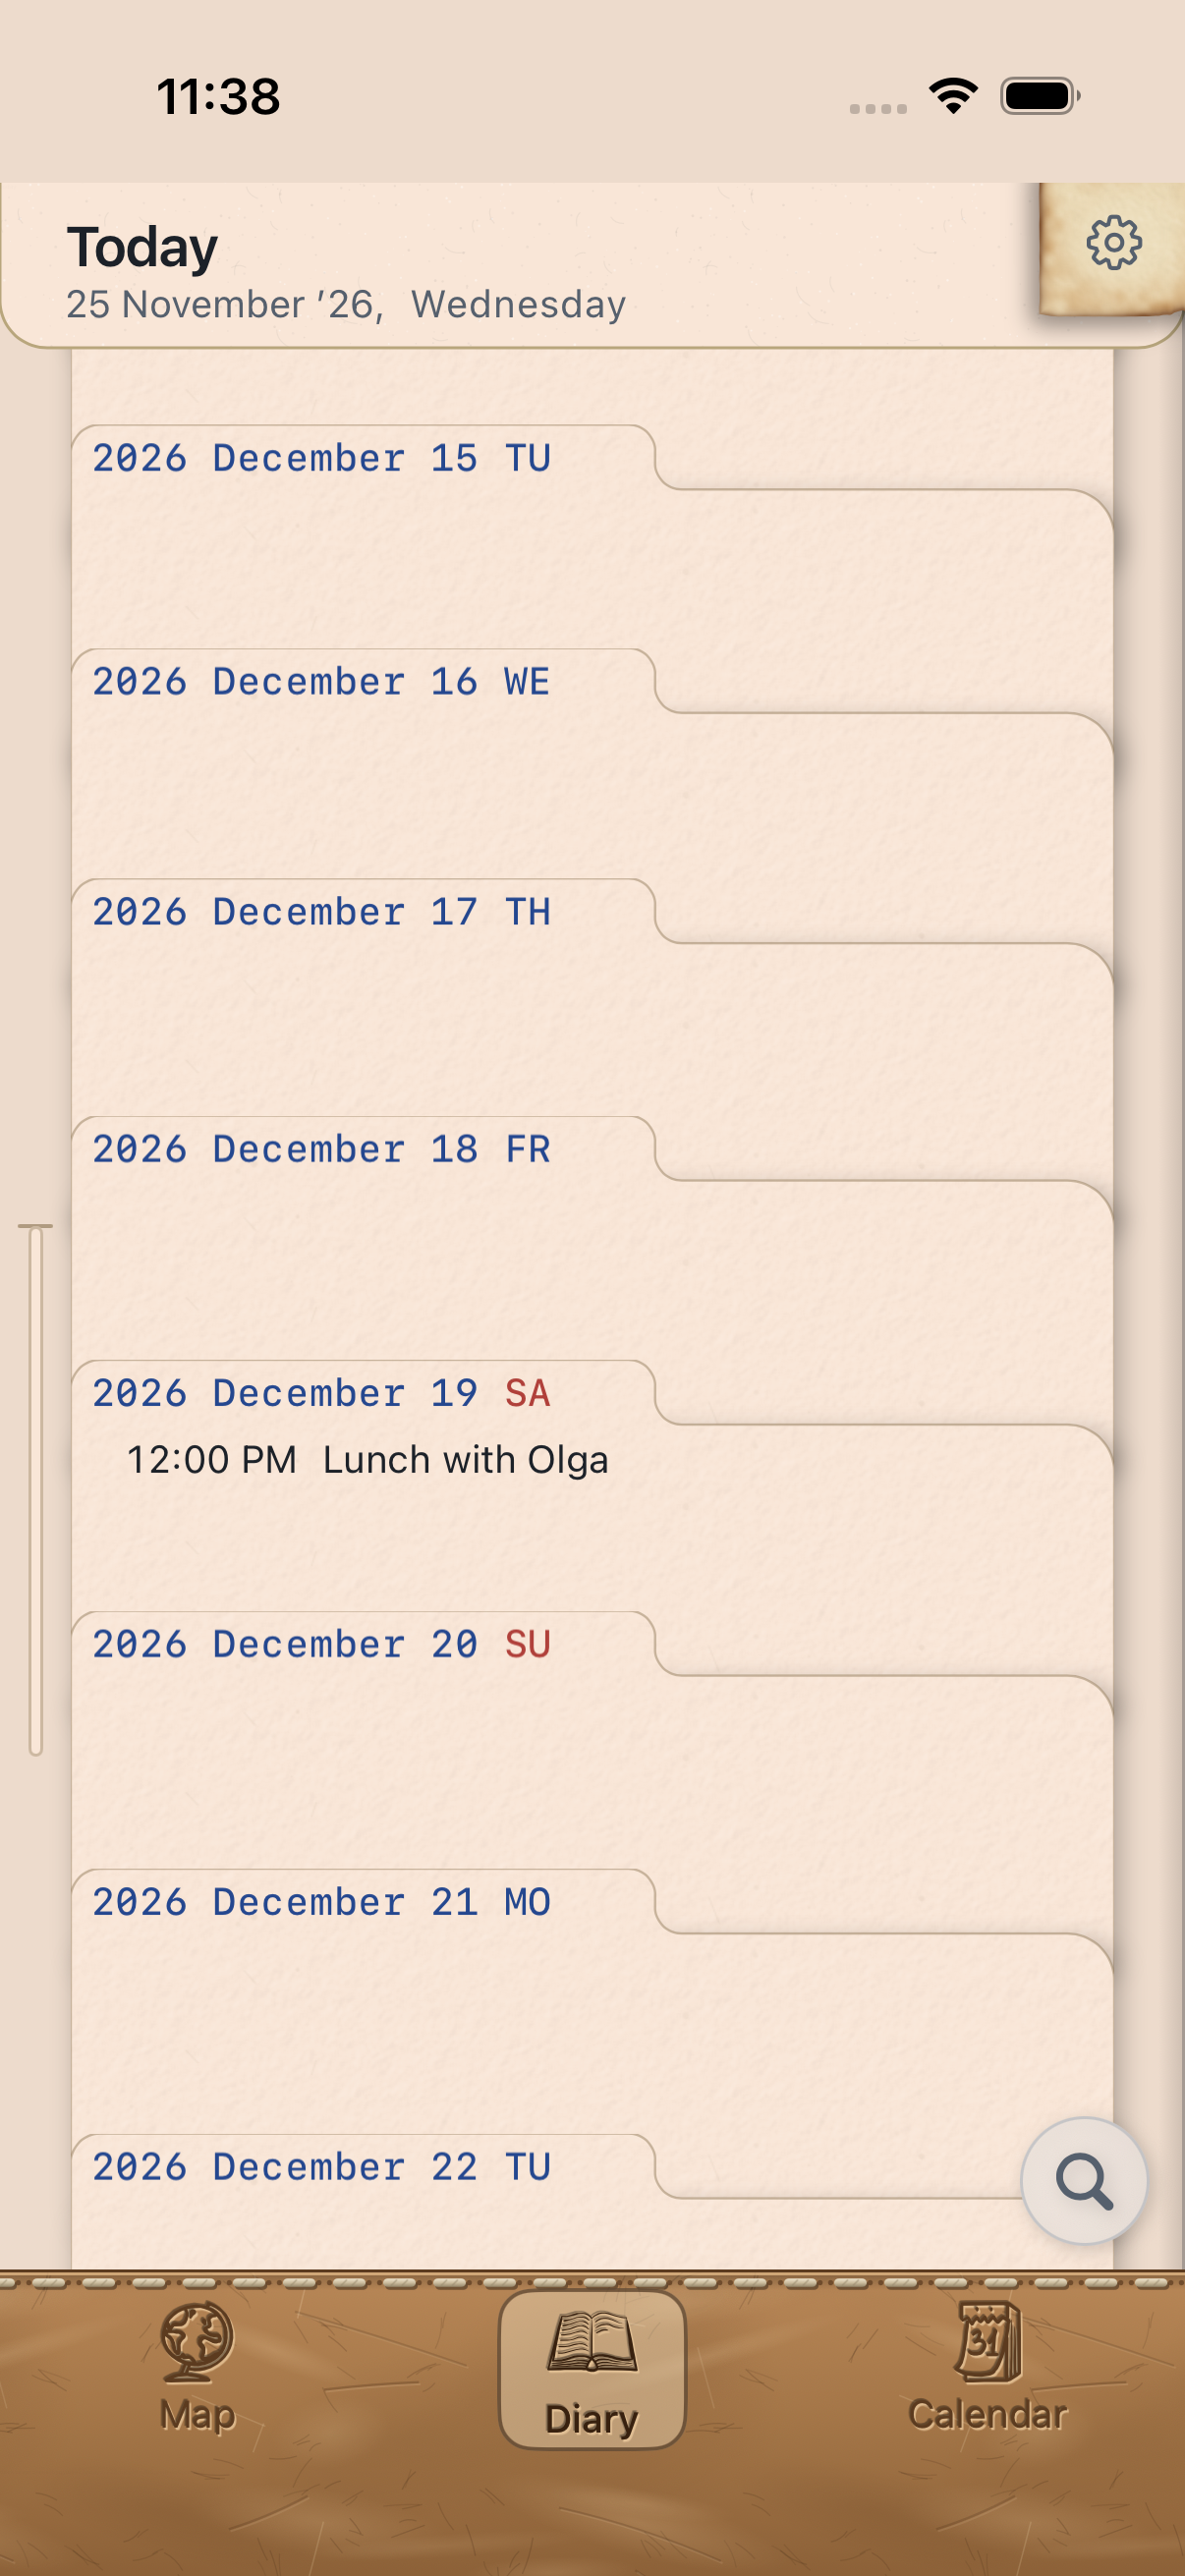 11:38
Today
25 November ’26, Wednesday
2026 December 15 TU
2026 December 16 WE
2026 December 17 TH
2026 December 18 FR
2026 December 19 SA
12:00 PM Lunch with Olga
2026 December 20 SU
2026 December 21 MO
2026 December 22 TU
31
Map
Diary
Calendar